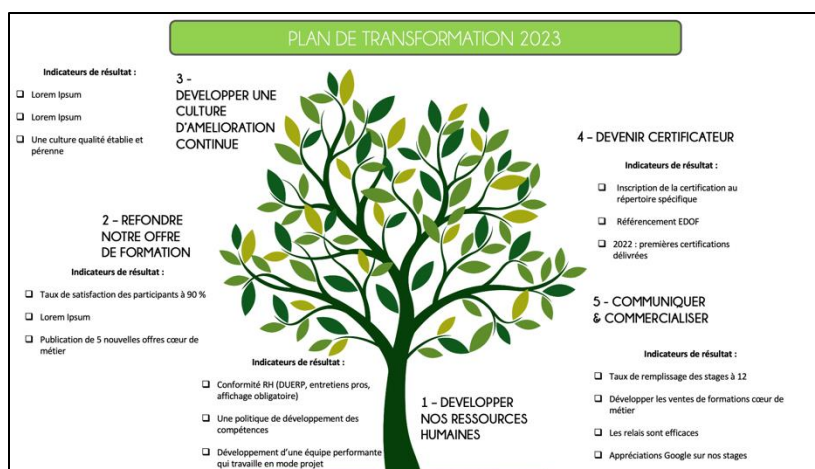 PLAN DE TRANSFORMATION 2023
Indicateurs de résultat :
❑ Lorem Ipsum
❑ Lorem Ipsum
❑ Une culture qualité établie et
pérenne
3 -
DEVELOPPER UNE
CULTURE
D'AMELIORATION
CONTINUE
4 – DEVENIR CERTIFICATEUR
Indicateurs de résultat :
❑ Inscription de la certification au
répertoire spécifique
❑ Référencement EDOF
❑ 2022 : premières certifications
délivrées
2 – REFONDRE
NOTRE OFFRE
DE FORMATION
Indicateurs de résultat :
❑ Taux de satisfaction des participants à 90 %
❑ Lorem Ipsum
❑ Publication de 5 nouvelles offres cœur de
métier
5 - COMMUNIQUER
& COMMERCIALISER
Indicateurs de résultat :
❑ Taux de remplissage des stages à 12
❑ Développer les ventes de formations cœur de
métier
❑ Les relais sont efficaces
❑ Appréciations Google sur nos stages
Indicateurs de résultat :
❑ Conformité RH (DUERP, entretiens pros,
affichage obligatoire)
❑ Une politique de développement des
compétences
❑ Développement d'une équipe performante
qui travaille en mode projet
1 – DEVELOPPER
NOS RESSOURCES
HUMAINES